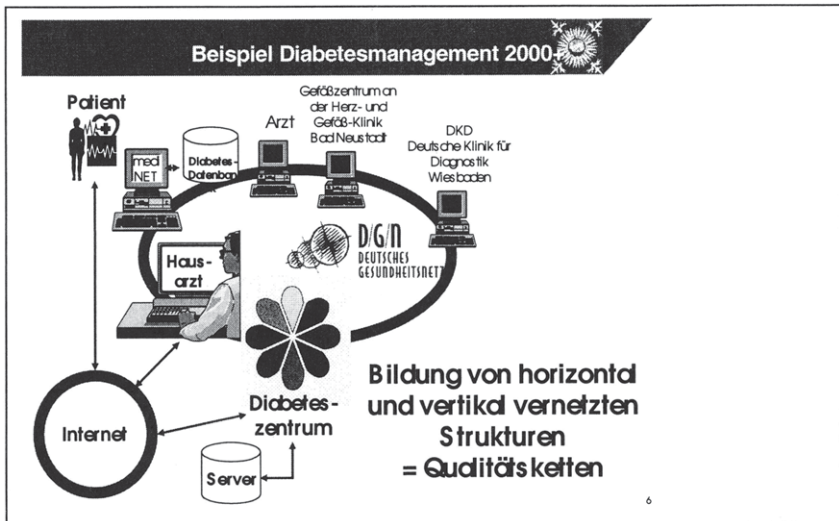 Beispiel Diabetesmanagement 2000+
Patient
med
NET
Diabetes-
Datenban
Arzt
Gefäßzentrum an
der Herz- und
Gefäß-Klinik
Bad Neustadt
DKD
Deutsche Klinik für
Diagnostik
Wiesbaden
D/G/N
DEUTSCHES
GESUNDHEITSNETZ
Haus-
arzt
Diabetes-
zentrum
Internet
Server
Bildung von horizontal
und vertikal vernetzten
Strukturen
= Qualitätsketten
6